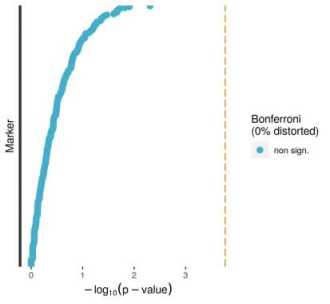 Marker
0 1 2 3
−log10(p − value)
Bonferroni
(0% distorted)
non sign.